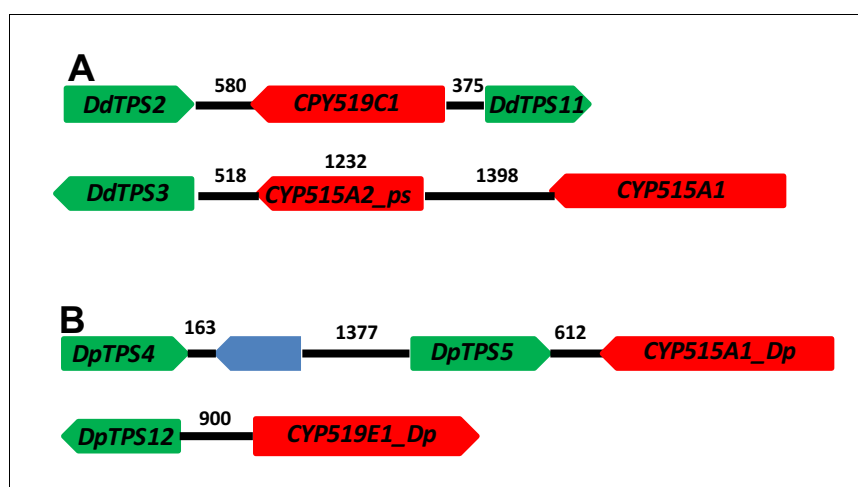 A
580 375
DdTPS2 CPY519C1 DdTPS11
1232
518 1398
DdTPS3 CYP515A2_ps CYP515A1
B
163 1377 612
DpTPS4 DpTPS5 CYP515A1_Dp
900
DpTPS12 CYP519E1_Dp